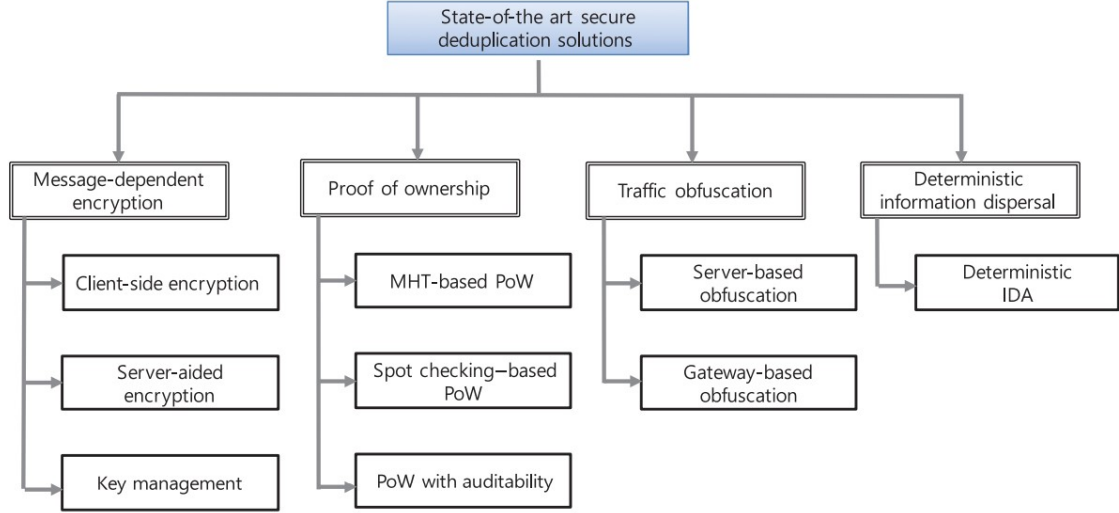 State-of-the art secure
deduplication solutions
Message-dependent
encryption
Proof of ownership
Traffic obfuscation
Deterministic
information dispersal
Client-side encryption
MHT-based PoW
Server-based
obfuscation
Deterministic
IDA
Server-aided
encryption
Spot checking–based
PoW
Gateway-based
obfuscation
Key management
PoW with auditability